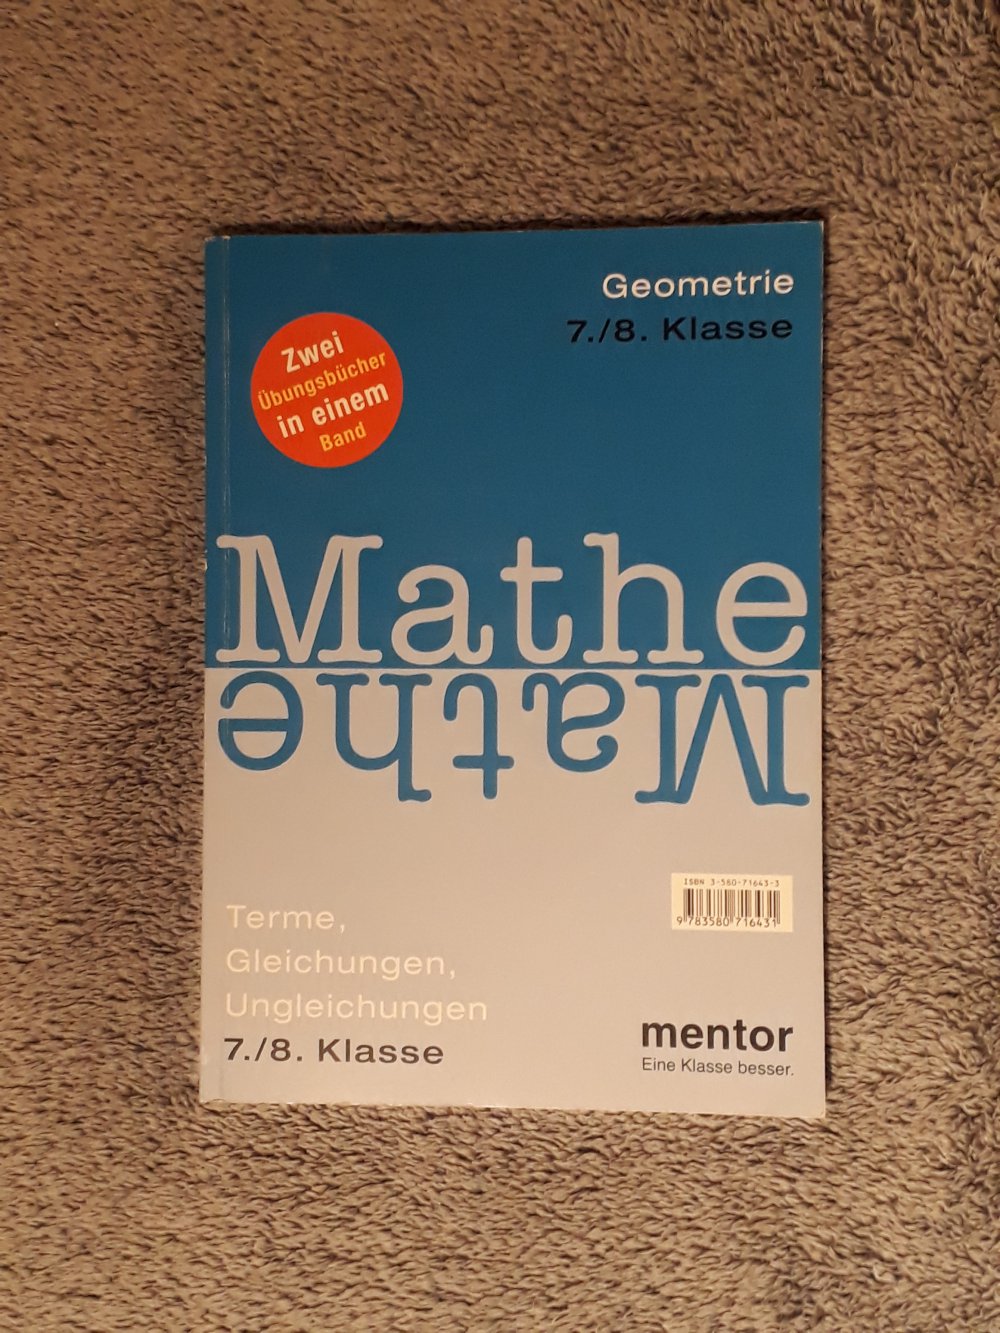 Geometrie
7./8. Klasse
Zwei
Übungsbücher
in einem
Band
Mathe
Mathe
ISBN 3-580-71643-3
9 783580 716431
Terme,
Gleichungen,
Ungleichungen
7./8. Klasse
mentor
Eine Klasse besser.